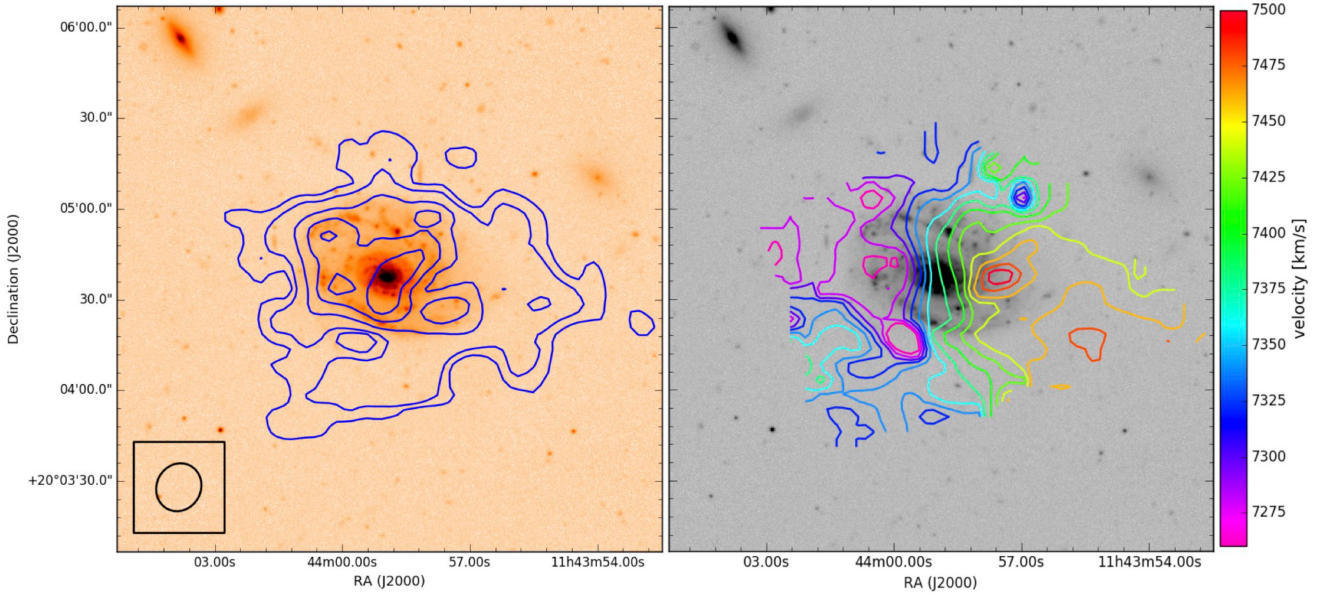 06'00.0"
30.0"
05'00.0"
30.0"
04'00.0"
+20°03'30.0"
Declination (J2000)
03.00s
44m00.00s
57.00s
11h43m54.00s
RA (J2000)
03.00s
44m00.00s
57.00s
11h43m54.00s
RA (J2000)
7500
7475
7450
7425
7400
7375
7350
7325
7300
7275
velocity [km/s]